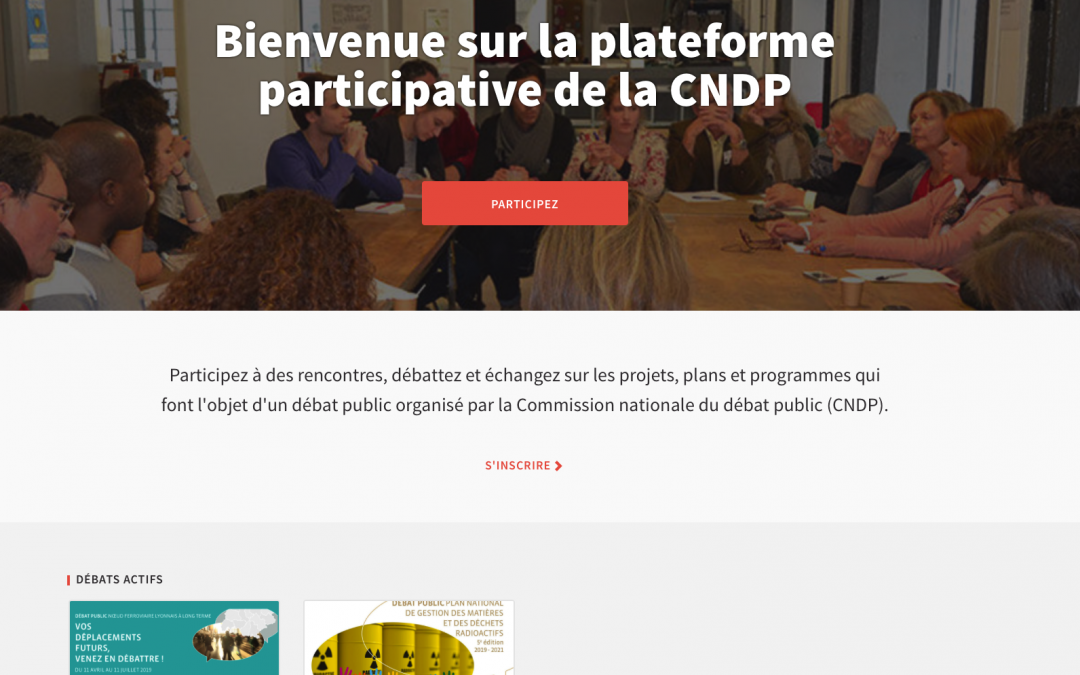 Bienvenue sur la plateforme
participative de la CNDP
PARTICIPEZ
Participez à des rencontres, débattez et échangez sur les projets, plans et programmes qui
font l'objet d'un débat public organisé par la Commission nationale du débat public (CNDP).
S'INSCRIRE
DÉBATS ACTIFS
DÉBAT PUBLIC NŒUD FERROVIAIRE LYONNAIS À LONG TERME
VOS
DÉPLACEMENTS
FUTURS,
VENEZ EN DÉBATTRE !
DU 11 AVRIL AU 11 JUILLET 2019
DÉBAT PUBLIC PLAN NATIONAL
DE GESTION DES MATIÈRES
ET DES DÉCHETS
RADIOACTIFS
5e édition
2019 - 2021